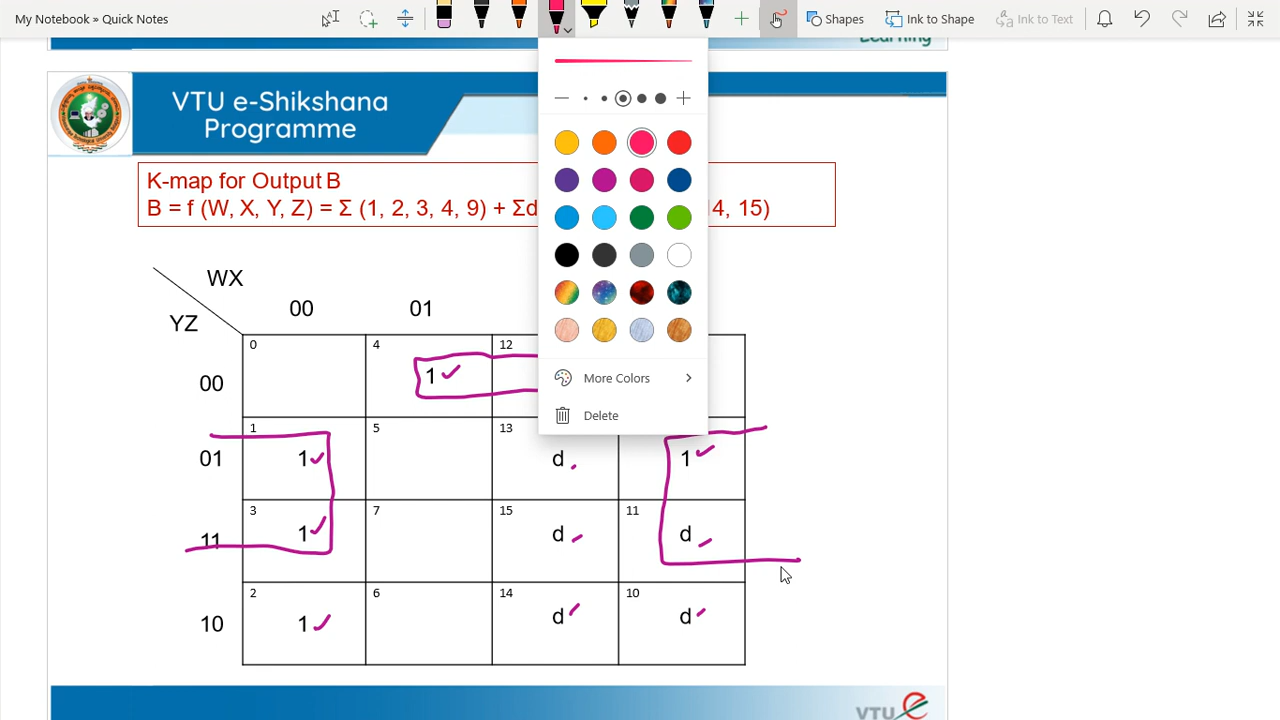 My Notebook » Quick Notes
Shapes
Ink to Shape
Ink to Text
Learning
VTU e-Shikshana
Programme
K-map for Output B
B = f (W, X, Y, Z) = Σ (1, 2, 3, 4, 9) + Σd 14, 15)
WX
YZ
00 01
0 4 12
00 1
1 5 13
01 1 d 1
3 7 15 11
11 1 d d
2 6 14 10
10 1 d d
More Colors
Delete
VTU